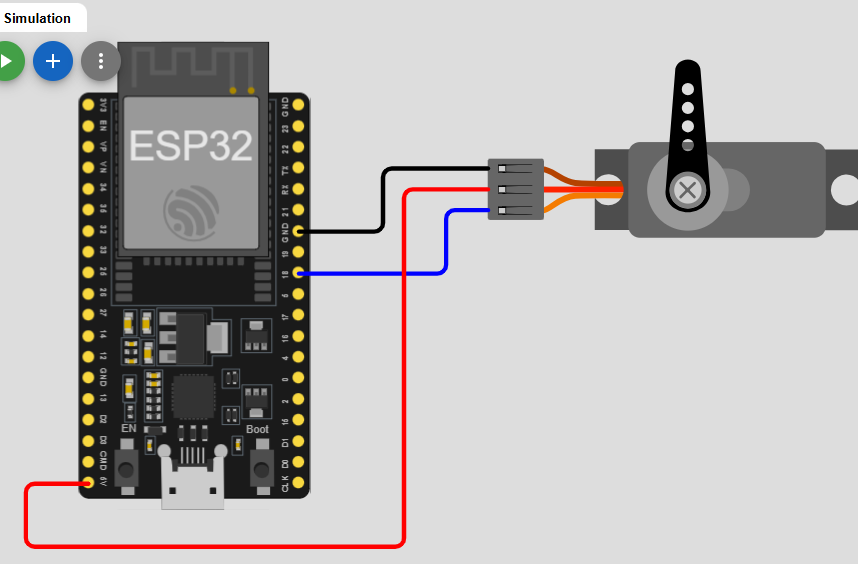 Simulation
ESP32
3V3
EN
VP
VN
34
35
32
33
25
26
27
14
12
GND
13
D2
D3
CMD
5V
GND
23
22
TX
RX
21
GND
19
18
5
17
16
4
0
2
15
D1
D0
CLK
EN
Boot